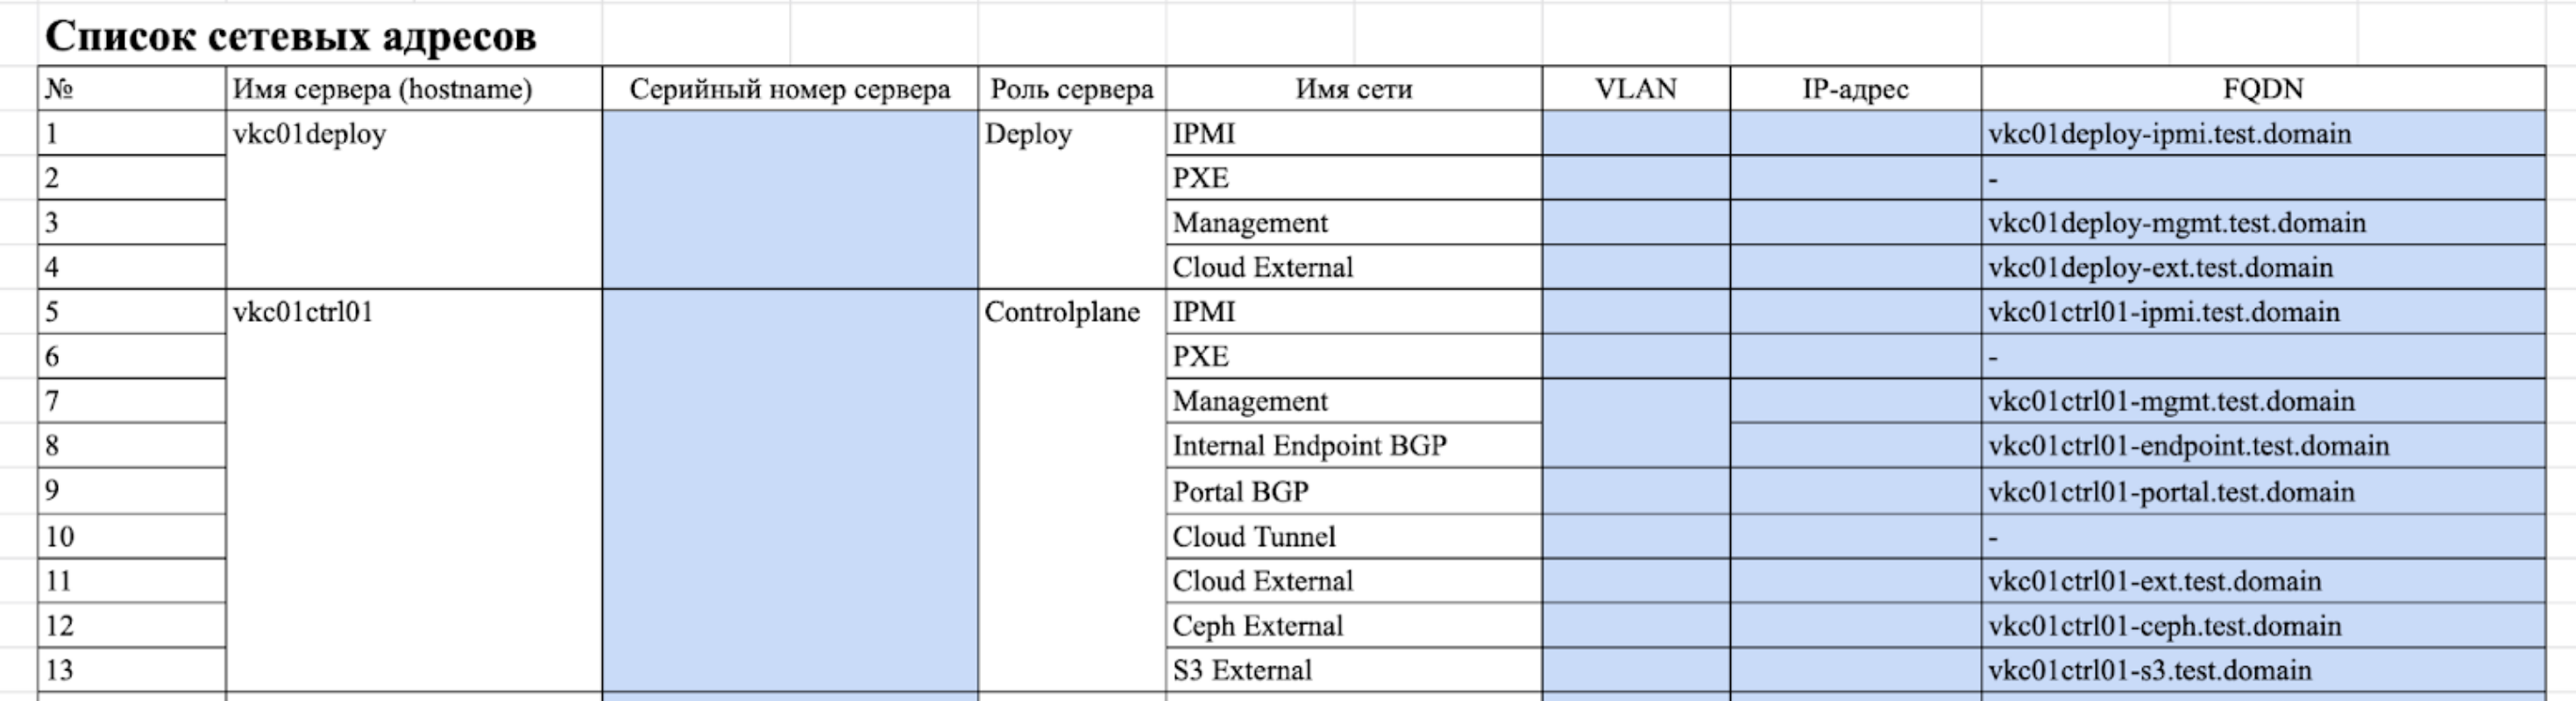 Список сетевых адресов
№ Имя сервера (hostname) Серийный номер сервера Роль сервера Имя сети VLAN IP-адрес FQDN
1 vkc01deploy Deploy IPMI vkc01deploy-ipmi.test.domain
2 PXE -
3 Management vkc01deploy-mgmt.test.domain
4 Cloud External vkc01deploy-ext.test.domain
5 vkc01ctrl01 Controlplane IPMI vkc01ctrl01-ipmi.test.domain
6 PXE -
7 Management vkc01ctrl01-mgmt.test.domain
8 Internal Endpoint BGP vkc01ctrl01-endpoint.test.domain
9 Portal BGP vkc01ctrl01-portal.test.domain
10 Cloud Tunnel -
11 Cloud External vkc01ctrl01-ext.test.domain
12 Ceph External vkc01ctrl01-ceph.test.domain
13 S3 External vkc01ctrl01-s3.test.domain